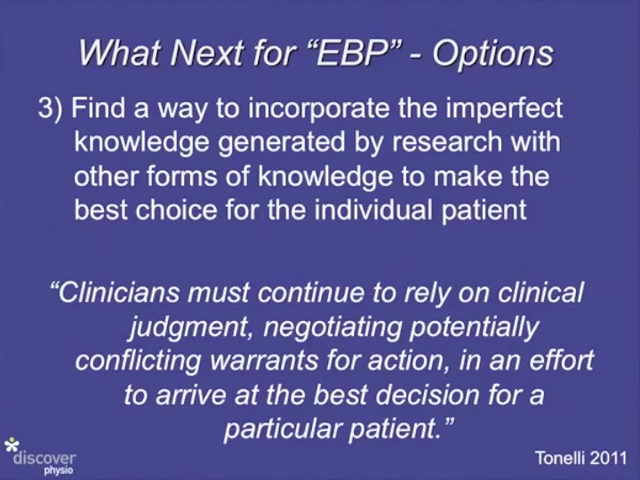 What Next for “EBP” - Options
3) Find a way to incorporate the imperfect
knowledge generated by research with
other forms of knowledge to make the
best choice for the individual patient
“Clinicians must continue to rely on clinical
judgment, negotiating potentially
conflicting warrants for action, in an effort
to arrive at the best decision for a
particular patient.”
discover
physio
Tonelli 2011